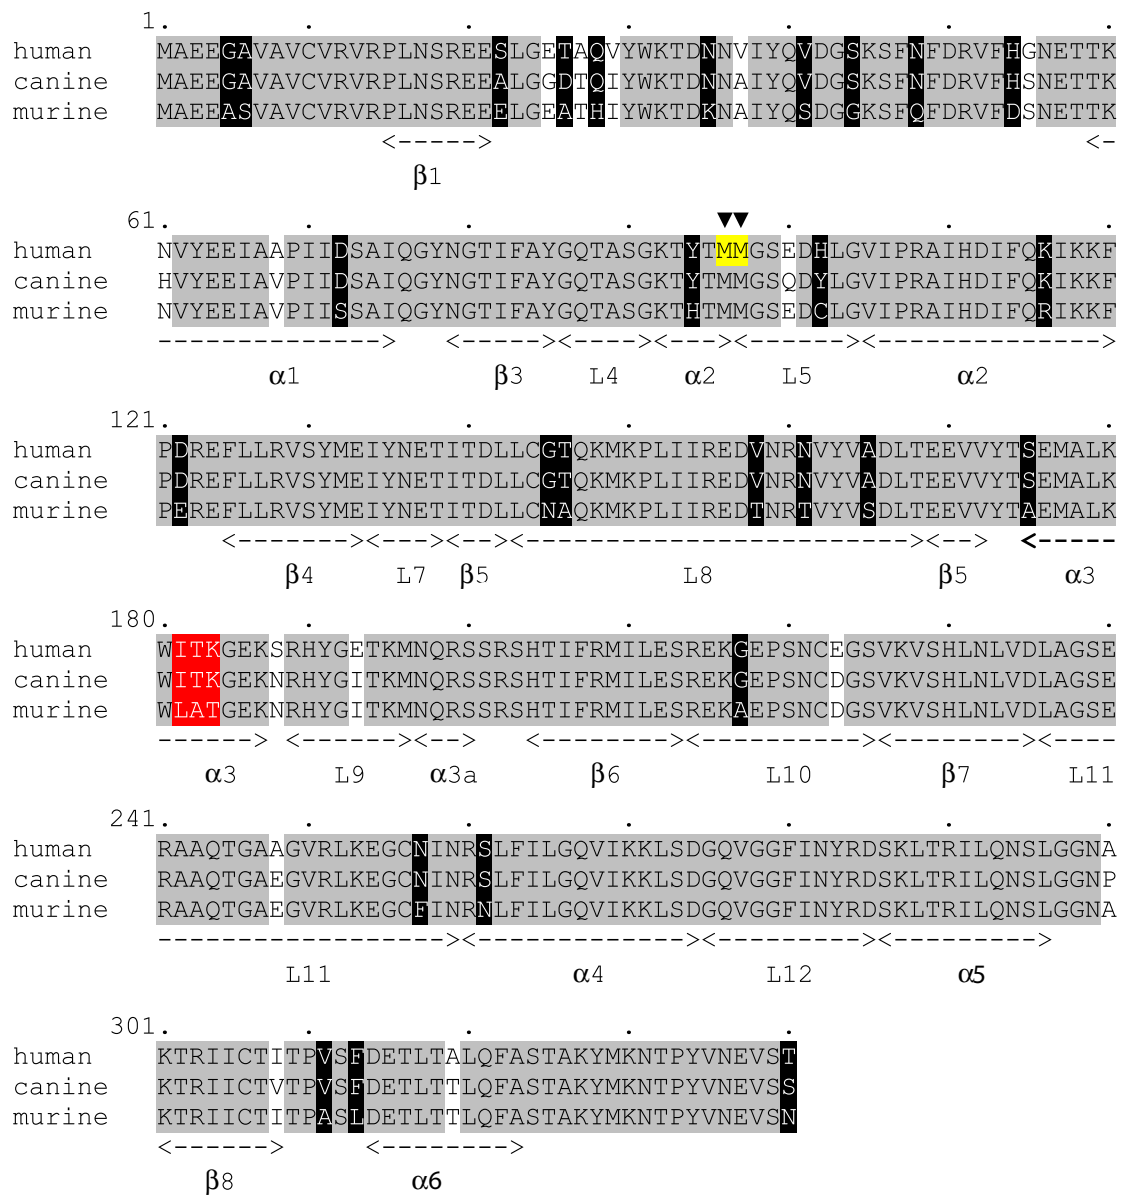 1 . . . . . . .
human MAEEGAVAVCVRVRPLNSREESLGETAQVYWKTDNNVIYQVDGSKSFNFDRVFHGNETTK
canine MAEEGAVAVCVRVRPLNSREEALGGDTQIYWKTDNNAIYQVDGSKSFNFDRVFHSNETTK
murine MAEEASVAVCVRVRPLNSREEELGEATHIYWKTDKNAIYQSDGGKSFQFDRVFDSNETTK
<-----> <-
β1
▼▼
61 . . . . . . .
human NVYEEIAAPIIDSAIQGYNGTIFAYGQTASGKTYTMMGSEDHLGVIPRAIHDIFQKIKKF
canine HVYEEIAVPIIDSAIQGYNGTIFAYGQTASGKTYTMMGSQDYLGVIPRAIHDIFQKIKKF
murine NVYEEIAVPIISSAIQGYNGTIFAYGQTASGKTHTMMGSEDCLGVIPRAIHDIFQRIKKF
--------------> <-----><----><----><------><--------------->
α1 β3 L4 α2 L5 α2
121 . . . . . . .
human PDREFLLRVSYMEIYNETITDLLCGTQKMKPLIIREDVNRNVYVADLTEEVVYTSEMALK
canine PDREFLLRVSYMEIYNETITDLLCGTQKMKPLIIREDVNRNVYVADLTEEVVYTSEMALK
murine PEREFLLRVSYMEIYNETITDLLCNAQKMKPLIIREDTNRTVYVSDLTEEVVYTAEMALK
<-------><---><--><------------------------><--> <-----
β4 L7 β5 L8 β5 α3
180 . . . . . . .
human WITKGEKSRHYGETKMNQRSSRSHTIFRMILESREKGEPSNCEGSVKVSHLNLVDLAGSE
canine WITKGEKNRHYGITKMNQRSSRSHTIFRMILESREKGEPSNCDGSVKVSHLNLVDLAGSE
murine WLATGEKNRHYGITKMNQRSSRSHTIFRMILESREKAEPSNCDGSVKVSHLNLVDLAGSE
------> <------><--> <--------><----------><--------><----
α3 L9 α3a β6 L10 β7 L11
241 . . . . . . .
human RAAQTGAAGVRLKEGCNINRSLFILGQVIKKLSDGQVGGFINYRDSKLTRILQNSLGGNA
canine RAAQTGAEGVRLKEGCNINRSLFILGQVIKKLSDGQVGGFINYRDSKLTRILQNSLGGNP
murine RAAQTGAEGVRLKEGCFINRNLFILGQVIKKLSDGQVGGFINYRDSKLTRILQNSLGGNA
------------------><-------------><---------><--------->
L11 α4 L12 α5
301 . . . . .
human KTRIICTITPVSFDETLTALQFASTAKYMKNTPYVNEVST
canine KTRIICTVTPVSFDETLTTLQFASTAKYMKNTPYVNEVSS
murine KTRIICTITPASLDETLTTLQFASTAKYMKNTPYVNEVSN
<------> <-------->
β8 α6